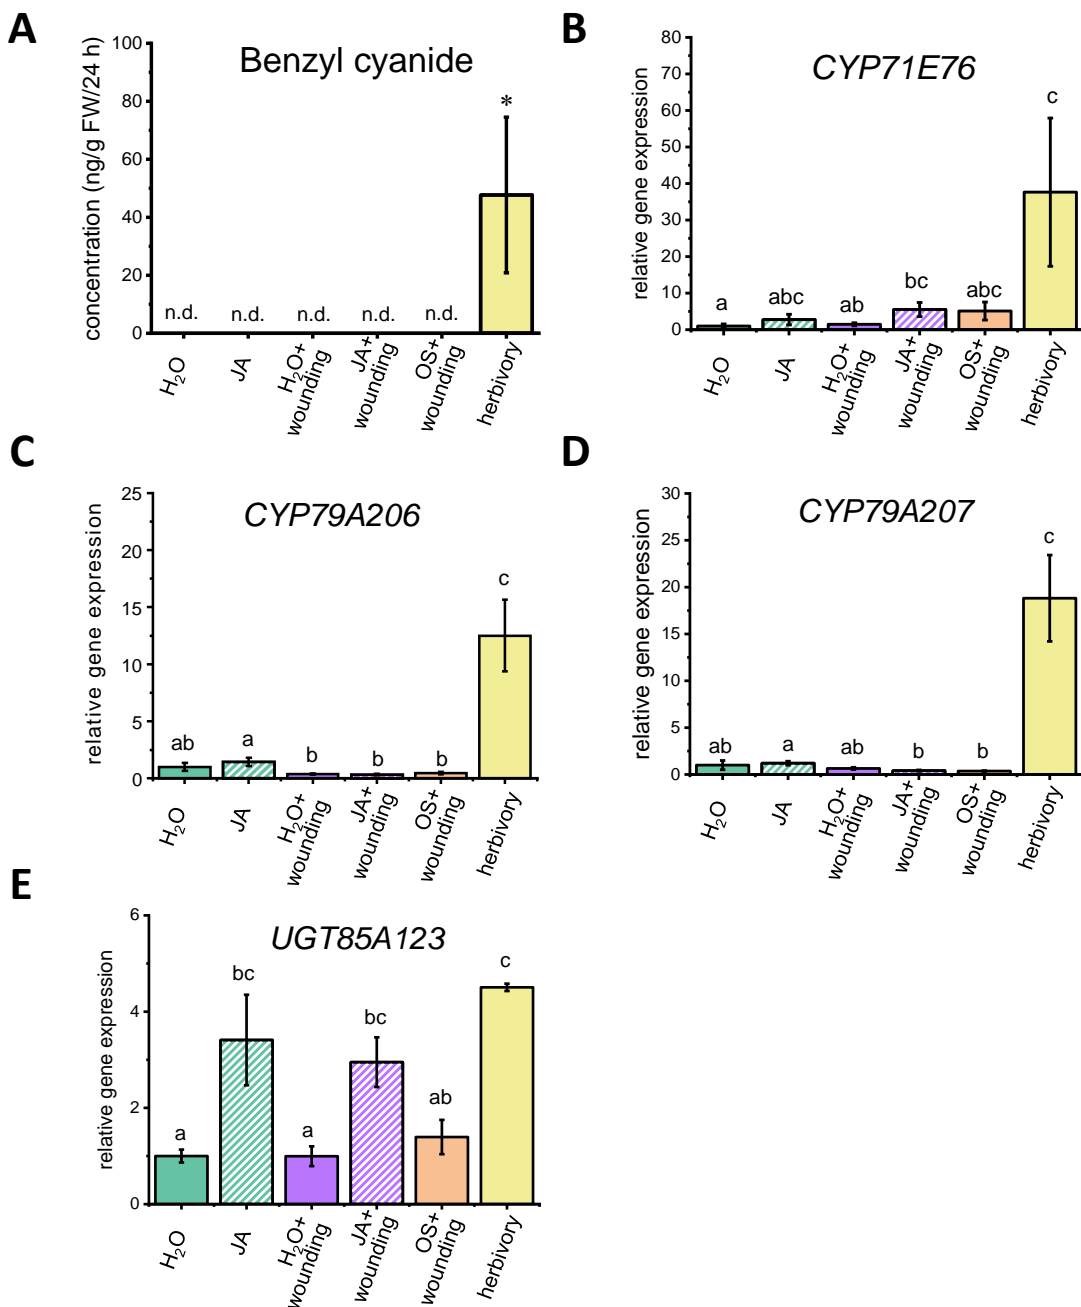 A
Benzyl cyanide
concentration (ng/g FW/24 h)
100
80
60
40
20
0
n.d.
n.d.
n.d.
n.d.
n.d.
*
H₂O
JA
H₂O+
wounding
JA+
wounding
OS+
wounding
herbivory
B
CYP71E76
relative gene expression
80
70
60
50
40
30
20
10
0
a
abc
ab
bc
abc
c
H₂O
JA
H₂O+
wounding
JA+
wounding
OS+
wounding
herbivory
C
CYP79A206
relative gene expression
25
20
15
10
5
0
ab
a
b
b
b
c
H₂O
JA
H₂O+
wounding
JA+
wounding
OS+
wounding
herbivory
D
CYP79A207
relative gene expression
30
25
20
15
10
5
0
ab
a
ab
b
b
c
H₂O
JA
H₂O+
wounding
JA+
wounding
OS+
wounding
herbivory
E
UGT85A123
relative gene expression
6
4
2
0
a
bc
a
bc
ab
c
H₂O
JA
H₂O+
wounding
JA+
wounding
OS+
wounding
herbivory